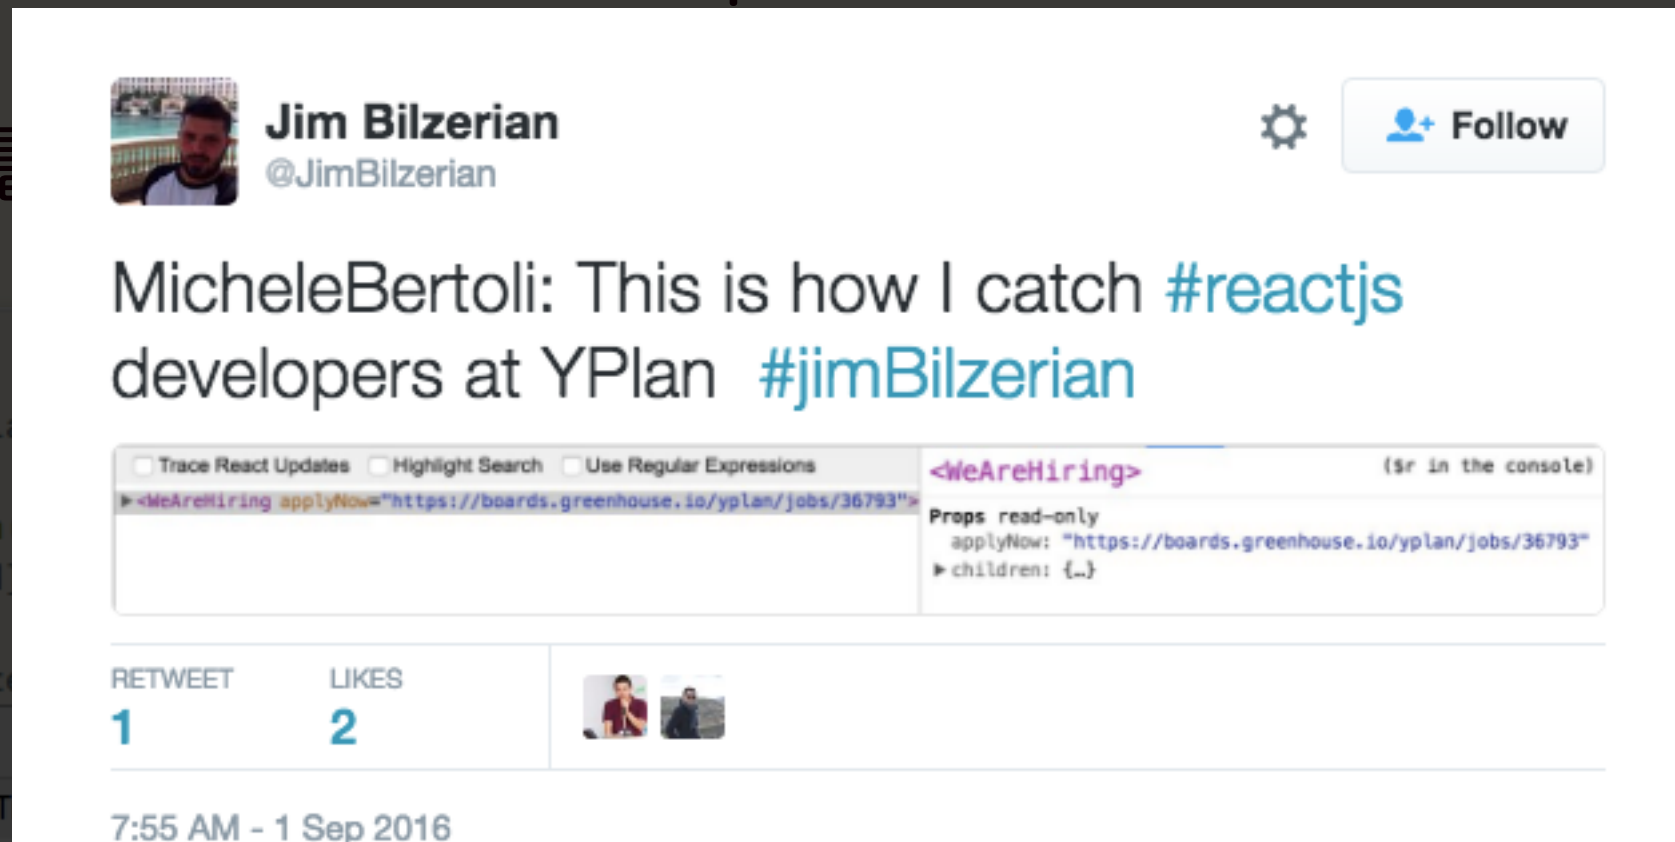 Jim Bilzerian
@JimBilzerian
Follow
MicheleBertoli: This is how I catch #reactjs
developers at YPlan #jimBilzerian
Trace React Updates Highlight Search Use Regular Expressions
▶<WeAreHiring applyNow="https://boards.greenhouse.io/yplan/jobs/36793">
<WeAreHiring> ($r in the console)
Props read-only
applyNow: "https://boards.greenhouse.io/yplan/jobs/36793"
▶children: {…}
RETWEET LIKES
1 2
7:55 AM - 1 Sep 2016